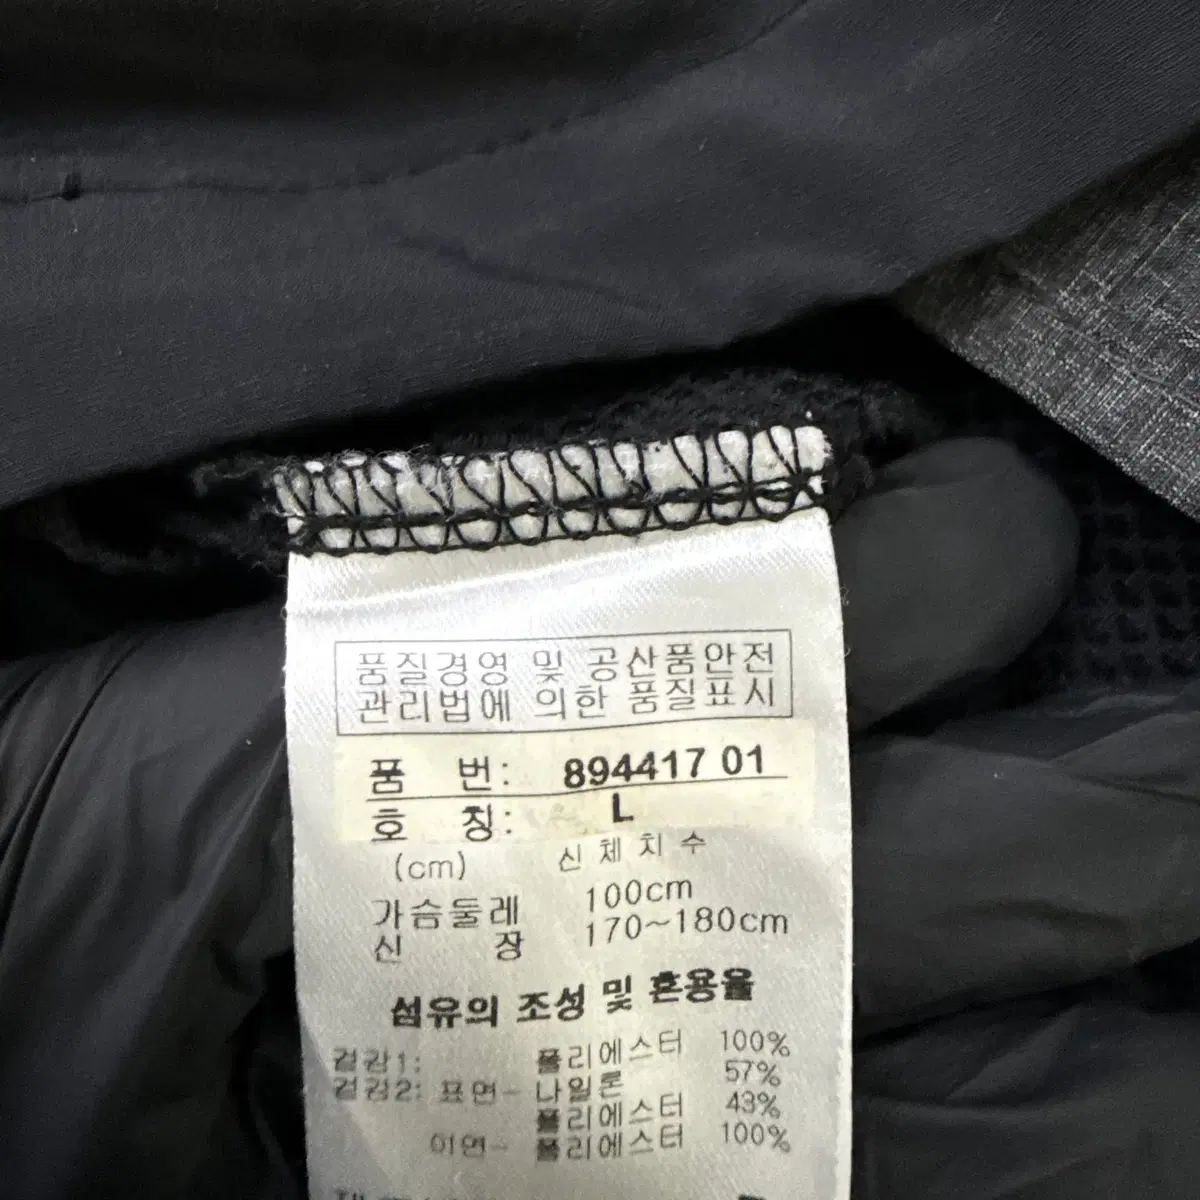 품질경영 및 공산품안전
관리법에 의한 품질표시
품 번: 894417 01
호 칭: L
(cm) 신체치수
가슴둘레 100cm
신 장 170~180cm
섬유의 조성 및 혼용율
겉감1: 폴리에스터 100%
겉감2: 표면- 나일론 57%
폴리에스터 43%
이면- 폴리에스터 100%